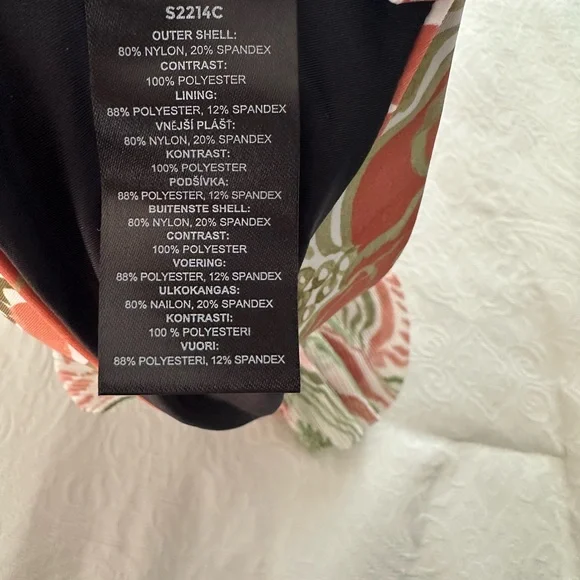 S2214C
OUTER SHELL:
80% NYLON, 20% SPANDEX
CONTRAST:
100% POLYESTER
LINING:
88% POLYESTER, 12% SPANDEX
VNĚJŠÍ PLÁŠŤ:
80% NYLON, 20% SPANDEX
KONTRAST:
100% POLYESTER
PODŠÍVKA:
88% POLYESTER, 12% SPANDEX
BUITENSTE SHELL:
80% NYLON, 20% SPANDEX
CONTRAST:
100% POLYESTER
VOERING:
88% POLYESTER, 12% SPANDEX
ULKOKANGAS:
80% NAILON, 20% SPANDEX
KONTRASTI:
100 % POLYESTERI
VUORI:
88% POLYESTERI, 12% SPANDEX